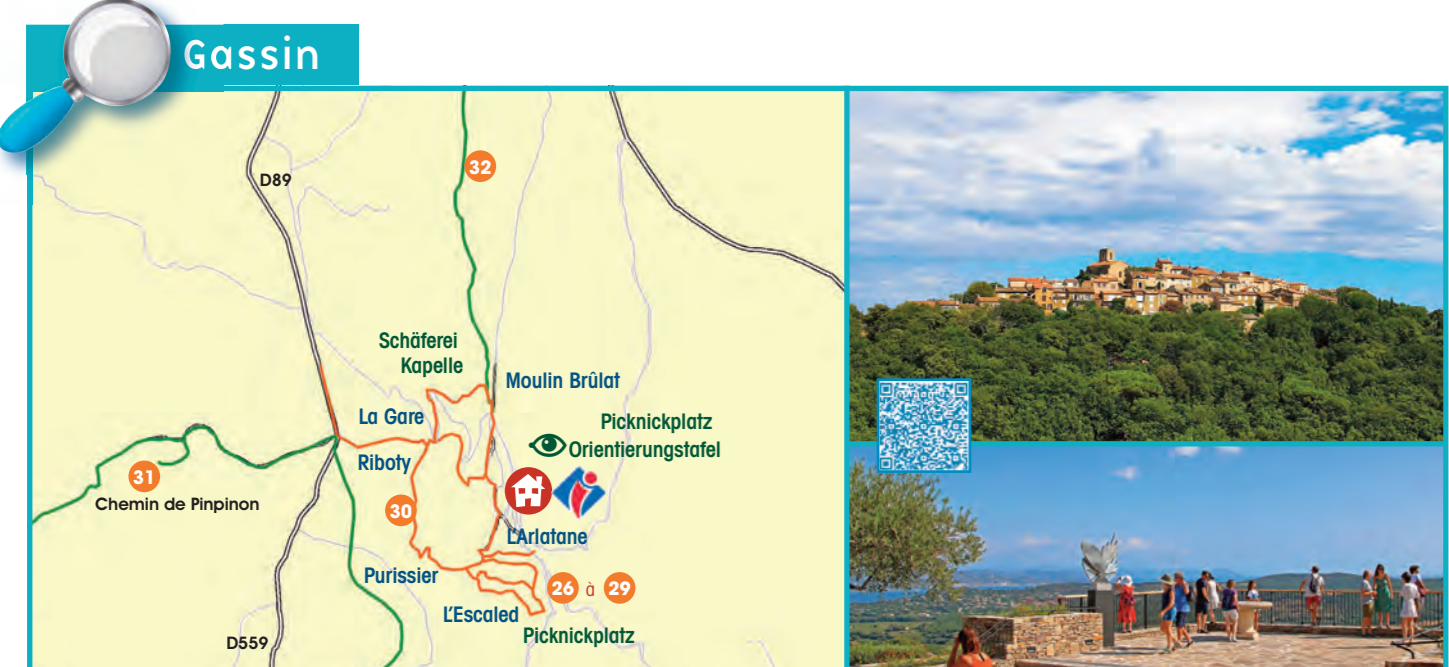 Gassin
32
D89
Schäferei
Kapelle
Moulin Brûlat
La Gare
Picknickplatz
Orientierungstafel
Riboty
31
Chemin de Pinpinon
30
L'Arlatane
Purissier
26 à 29
L'Escaled
Picknickplatz
D559